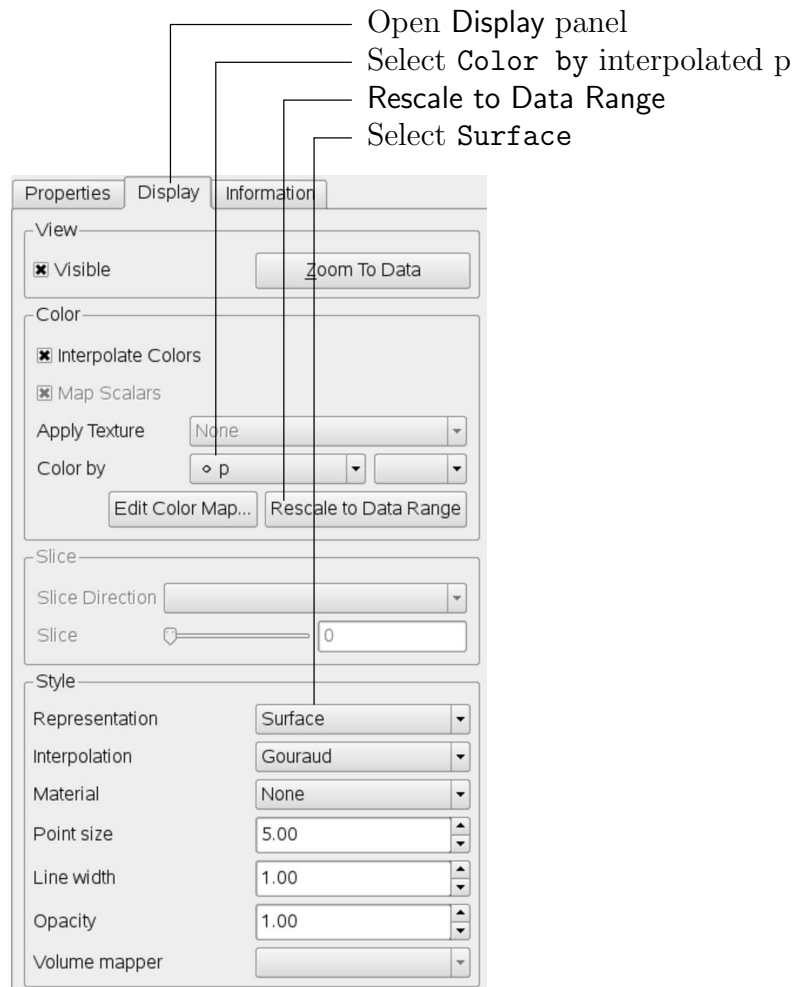 Open Display panel
Select Color by interpolated p
Rescale to Data Range
Select Surface
Properties Display Information
View
Visible Zoom To Data
Color
Interpolate Colors
Map Scalars
Apply Texture None
Color by p
Edit Color Map... Rescale to Data Range
Slice
Slice Direction
Slice 0
Style
Representation Surface
Interpolation Gouraud
Material None
Point size 5.00
Line width 1.00
Opacity 1.00
Volume mapper